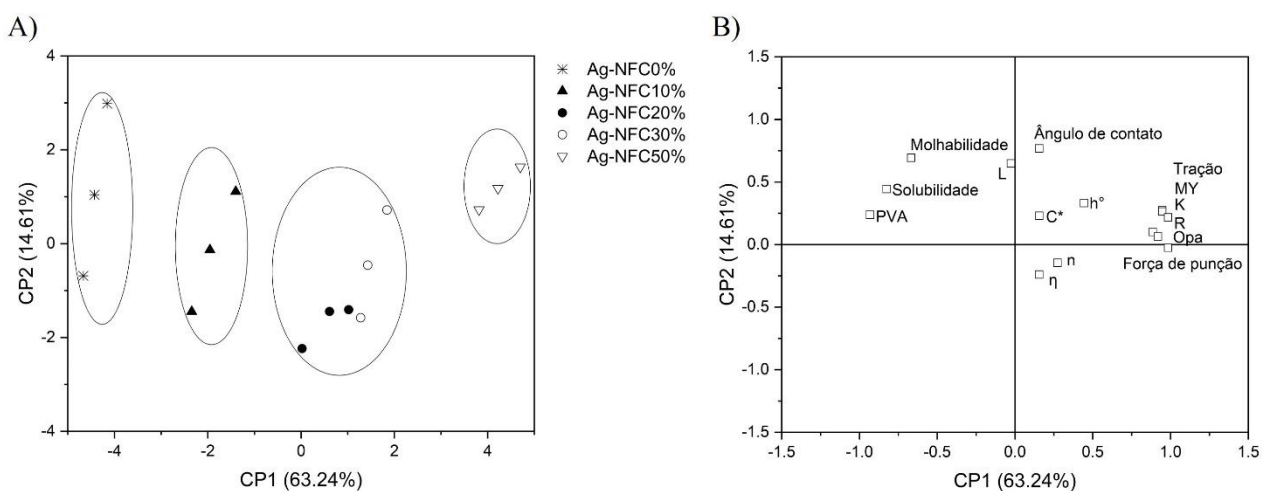 A)
4
2
0
-2
-4
-4
-2
0
2
4
CP2 (14.61%)
CP1 (63.24%)
Ag-NFC0%
Ag-NFC10%
Ag-NFC20%
Ag-NFC30%
Ag-NFC50%
B)
1.5
1.0
0.5
0.0
-0.5
-1.0
-1.5
-1.5
-1.0
-0.5
0.0
0.5
1.0
1.5
CP2 (14.61%)
CP1 (63.24%)
Molhabilidade
L
Solubilidade
PVA
Ângulo de contato
C*
h°
Tração
MY
K
R
Opa
Força de punção
n
η